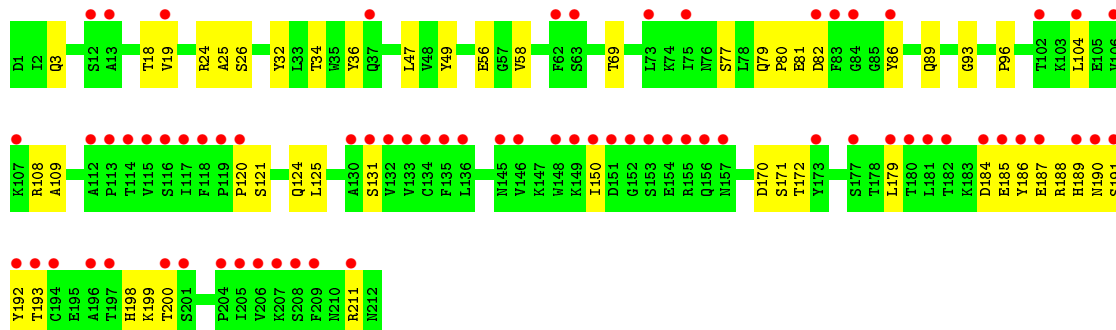 D1 I2 Q3 S12 A13 T18 V19 R24 A25 S26 Y32 L33 T34 W35 Y36 Q37 L47 V48 Y49 E56 G57 V58 F62 S63 T69 L73 K74 I75 N76 S77 L78 Q79 P80 E81 D82 F83 G84 G85 Y86 Q89 G93 P96 T102 K103 L104 E105 V106
K107 R108 A109 A112 P113 T114 V115 S116 I117 F118 P119 P120 S121 Q124 L125 A130 S131 V132 V133 C134 F135 L136 N145 V146 K147 W148 K149 I150 D151 G152 S153 E154 R155 Q156 N157 D170 S171 T172 Y173 S177 T178 L179 T180 L181 T182 K183 D184 E185 Y186 E187 R188 H189 N190 S191
Y192 T193 C194 E195 A196 T197 H198 K199 T200 S201 P204 I205 V206 K207 S208 F209 N210 R211 N212